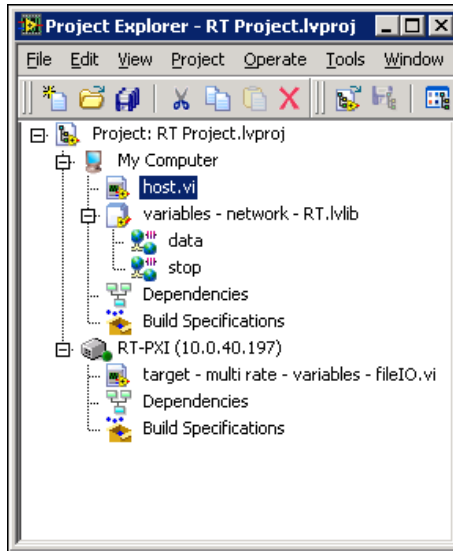 Project Explorer - RT Project.lvproj
File Edit View Project Operate Tools Window
Project: RT Project.lvproj
My Computer
host.vi
variables - network - RT.lvlib
data
stop
Dependencies
Build Specifications
RT-PXI (10.0.40.197)
target - multi rate - variables - fileIO.vi
Dependencies
Build Specifications